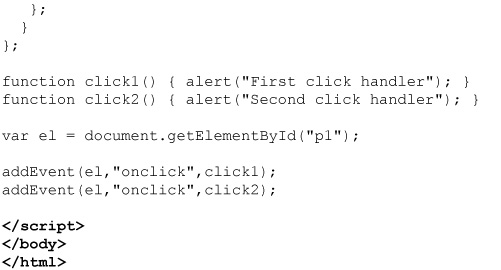 };
}
};
function click1() { alert("First click handler"); }
function click2() { alert("Second click handler"); }
var el = document.getElementById("p1");
addEvent(el,"onclick",click1);
addEvent(el,"onclick",click2);
</script>
</body>
</html>